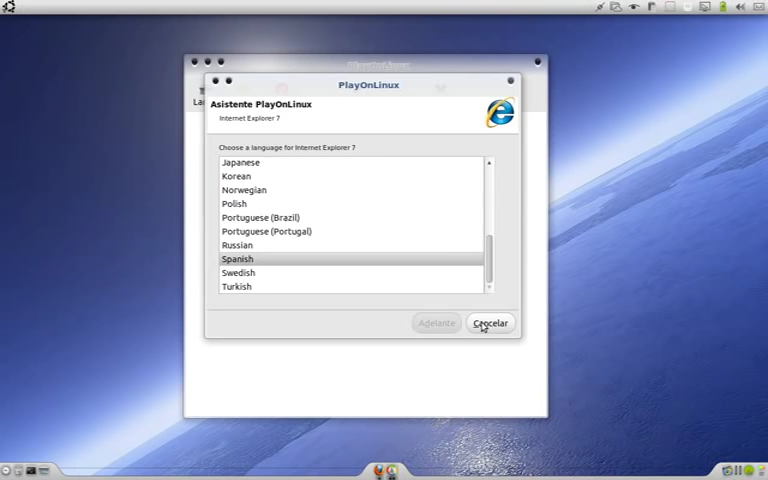 PlayOnLinux
Asistente PlayOnLinux
Internet Explorer 7
Choose a language for Internet Explorer 7
Japanese
Korean
Norwegian
Polish
Portuguese (Brazil)
Portuguese (Portugal)
Russian
Spanish
Swedish
Turkish
Adelante
Cancelar